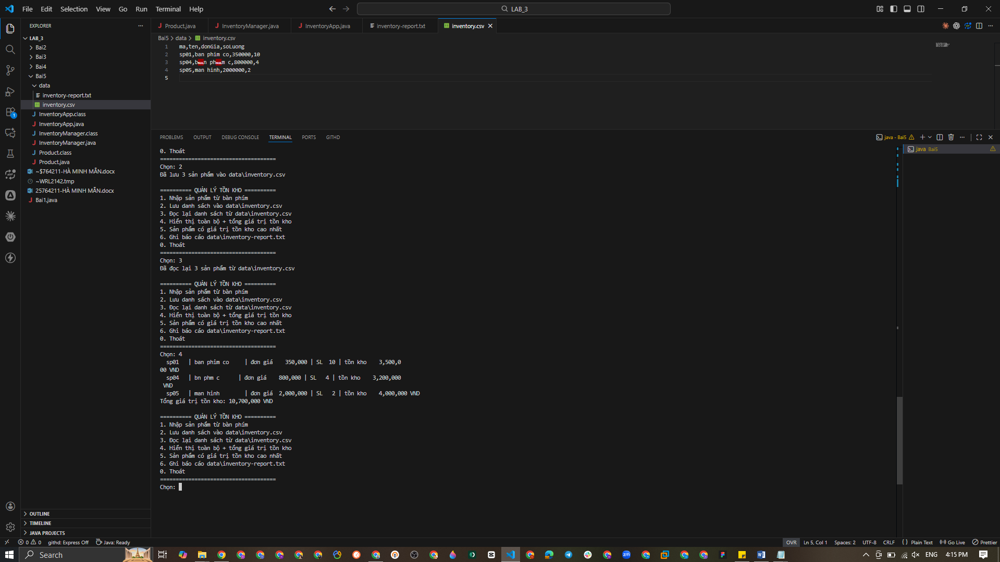 File Edit Selection View Go Run Terminal Help
LAB_3
EXPLORER
LAB_3
Bai2
Bai3
Bai4
Bai5
data
inventory-report.txt
inventory.csv
InventoryApp.class
InventoryApp.java
InventoryManager.class
InventoryManager.java
Product.class
Product.java
~$764211-HÀ MINH MẪN.docx
~WRL2142.tmp
25764211-HÀ MINH MẪN.docx
Bai1.java
OUTLINE
TIMELINE
JAVA PROJECTS
Product.java InventoryManager.java InventoryApp.java inventory-report.txt inventory.csv
Bai5 > data > inventory.csv
1 ma,ten,donGia,soLuong
2 sp01,ban phim co,350000,10
3 sp04,bNULn phNULm c,800000,4
4 sp05,man hinh,2000000,2
5
PROBLEMS OUTPUT DEBUG CONSOLE TERMINAL PORTS GITHD
java - Bai5
java Bai5
0. Thoát
=====================================
Chọn: 2
Đã lưu 3 sản phẩm vào data\inventory.csv
========== QUẢN LÝ TỒN KHO ==========
1. Nhập sản phẩm từ bàn phím
2. Lưu danh sách vào data\inventory.csv
3. Đọc lại danh sách từ data\inventory.csv
4. Hiển thị toàn bộ + tổng giá trị tồn kho
5. Sản phẩm có giá trị tồn kho cao nhất
6. Ghi báo cáo data\inventory-report.txt
0. Thoát
=====================================
Chọn: 3
Đã đọc lại 3 sản phẩm từ data\inventory.csv
========== QUẢN LÝ TỒN KHO ==========
1. Nhập sản phẩm từ bàn phím
2. Lưu danh sách vào data\inventory.csv
3. Đọc lại danh sách từ data\inventory.csv
4. Hiển thị toàn bộ + tổng giá trị tồn kho
5. Sản phẩm có giá trị tồn kho cao nhất
6. Ghi báo cáo data\inventory-report.txt
0. Thoát
=====================================
Chọn: 4
sp01 | ban phim co | đơn giá 350,000 | SL 10 | tồn kho 3,500,0
00 VND
sp04 | bn phm c | đơn giá 800,000 | SL 4 | tồn kho 3,200,000
VND
sp05 | man hinh | đơn giá 2,000,000 | SL 2 | tồn kho 4,000,000 VND
Tổng giá trị tồn kho: 10,700,000 VND
========== QUẢN LÝ TỒN KHO ==========
1. Nhập sản phẩm từ bàn phím
2. Lưu danh sách vào data\inventory.csv
3. Đọc lại danh sách từ data\inventory.csv
4. Hiển thị toàn bộ + tổng giá trị tồn kho
5. Sản phẩm có giá trị tồn kho cao nhất
6. Ghi báo cáo data\inventory-report.txt
0. Thoát
=====================================
Chọn:
0 0 githd: Express Off Java: Ready
OVR Ln 5, Col 1 Spaces: 2 UTF-8 CRLF { } Plain Text Go Live Prettier
Search
ENG 4:15 PM